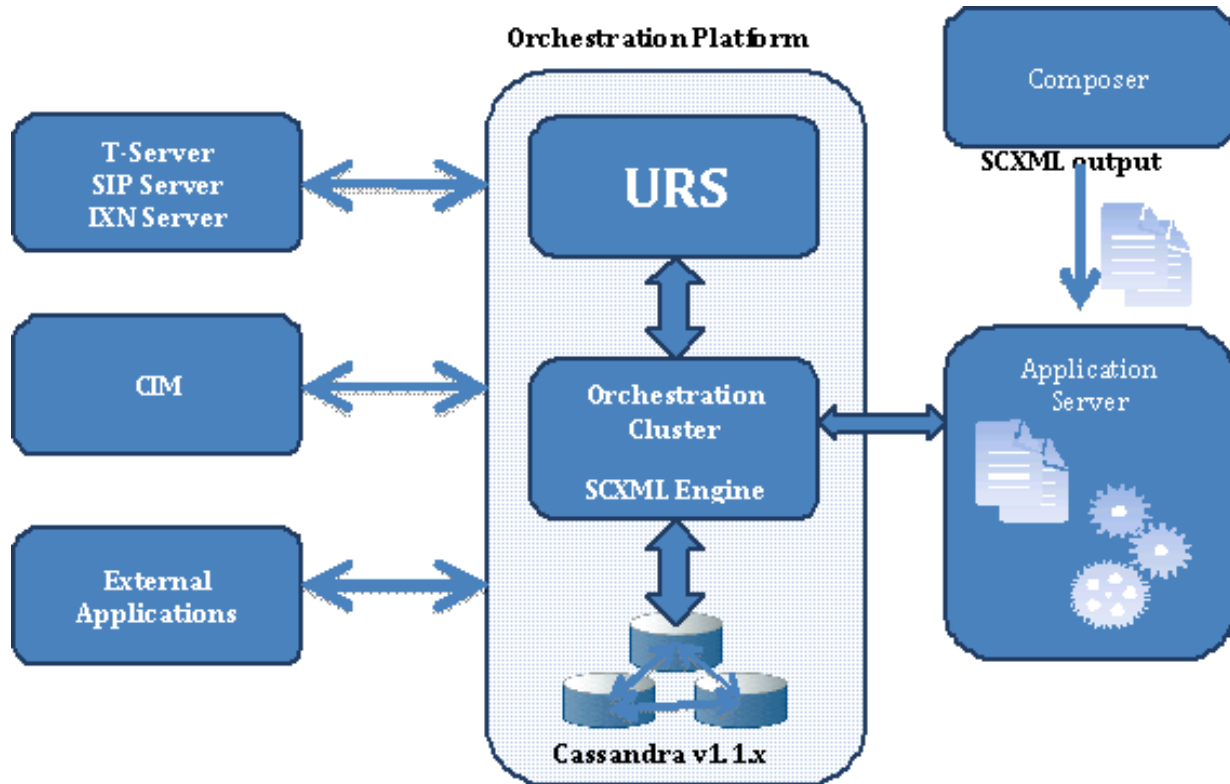 Orchestration Platform
Composer
T-Server
SIP Server
IXN Server
URS
SCXML output
CIM
Orchestration
Cluster
SCXML Engine
Application
Server
External
Applications
Cassandra v1.1.x